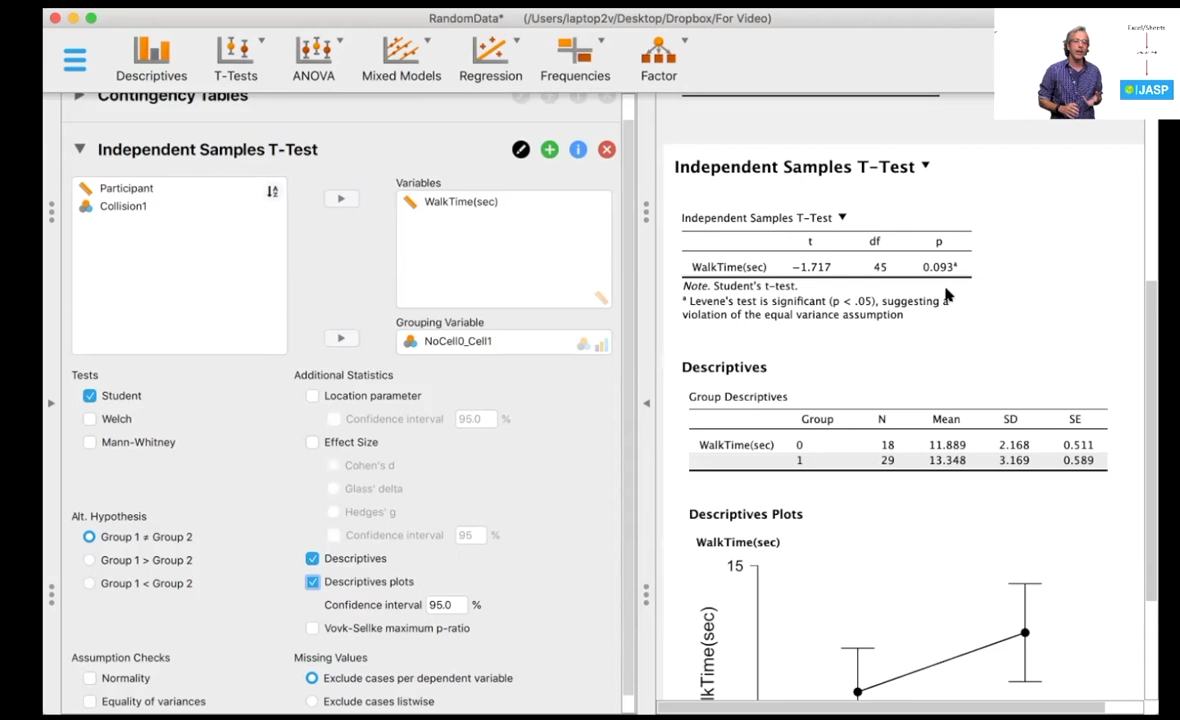 RandomData* (/Users/laptop2v/Desktop/Dropbox/For Video)
Excel/Sheets
JASP
Descriptives
T-Tests
ANOVA
Mixed Models
Regression
Frequencies
Factor
Contingency Tables
Independent Samples T-Test
Participant
Collision1
Variables
WalkTime(sec)
Grouping Variable
NoCell0_Cell1
Tests
Student
Welch
Mann-Whitney
Alt. Hypothesis
Group 1 ≠ Group 2
Group 1 > Group 2
Group 1 < Group 2
Assumption Checks
Normality
Equality of variances
Additional Statistics
Location parameter
Confidence interval 95.0 %
Effect Size
Cohen's d
Glass' delta
Hedges' g
Confidence interval 95 %
Descriptives
Descriptives plots
Confidence interval 95.0 %
Vovk-Sellke maximum p-ratio
Missing Values
Exclude cases per dependent variable
Exclude cases listwise
Independent Samples T-Test
Independent Samples T-Test
t df p
WalkTime(sec) −1.717 45 0.093ᵃ
Note. Student's t-test.
ᵃ Levene's test is significant (p < .05), suggesting a
violation of the equal variance assumption
Descriptives
Group Descriptives
Group N Mean SD SE
WalkTime(sec) 0 18 11.889 2.168 0.511
1 29 13.348 3.169 0.589
Descriptives Plots
WalkTime(sec)
15
lkTime(sec)